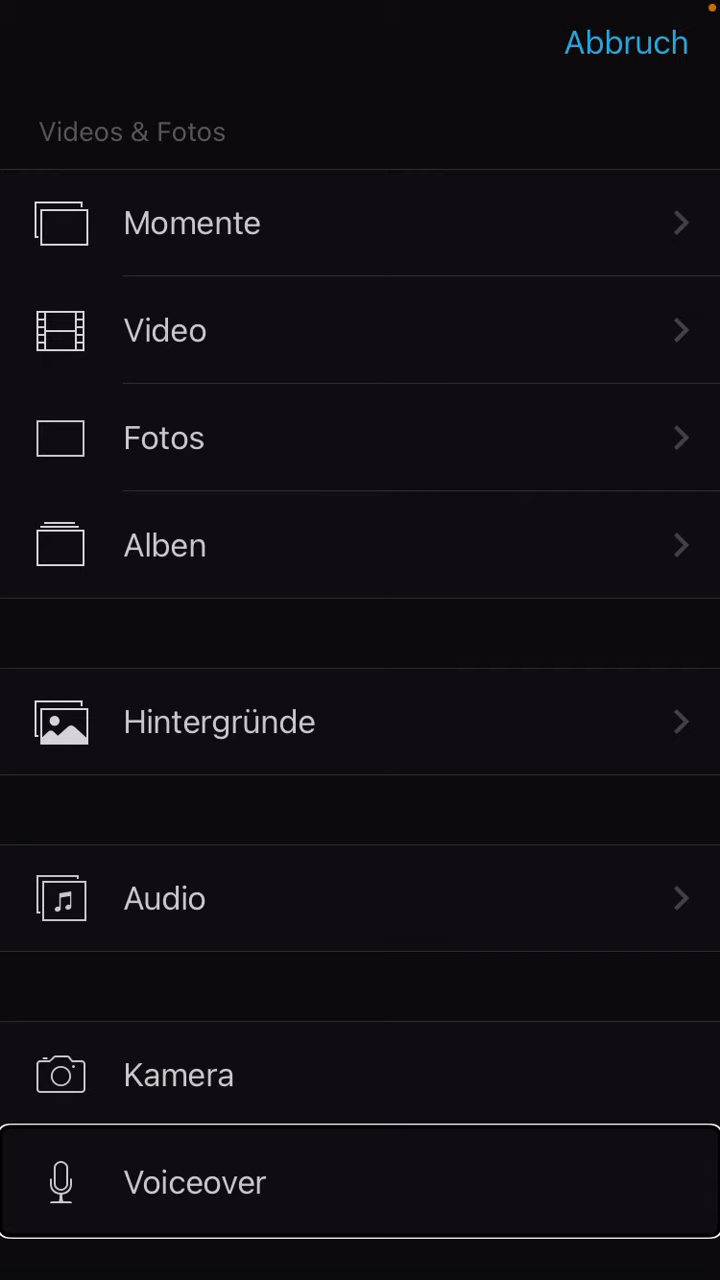 Abbruch
Videos & Fotos
Momente
Video
Fotos
Alben
Hintergründe
Audio
Kamera
Voiceover